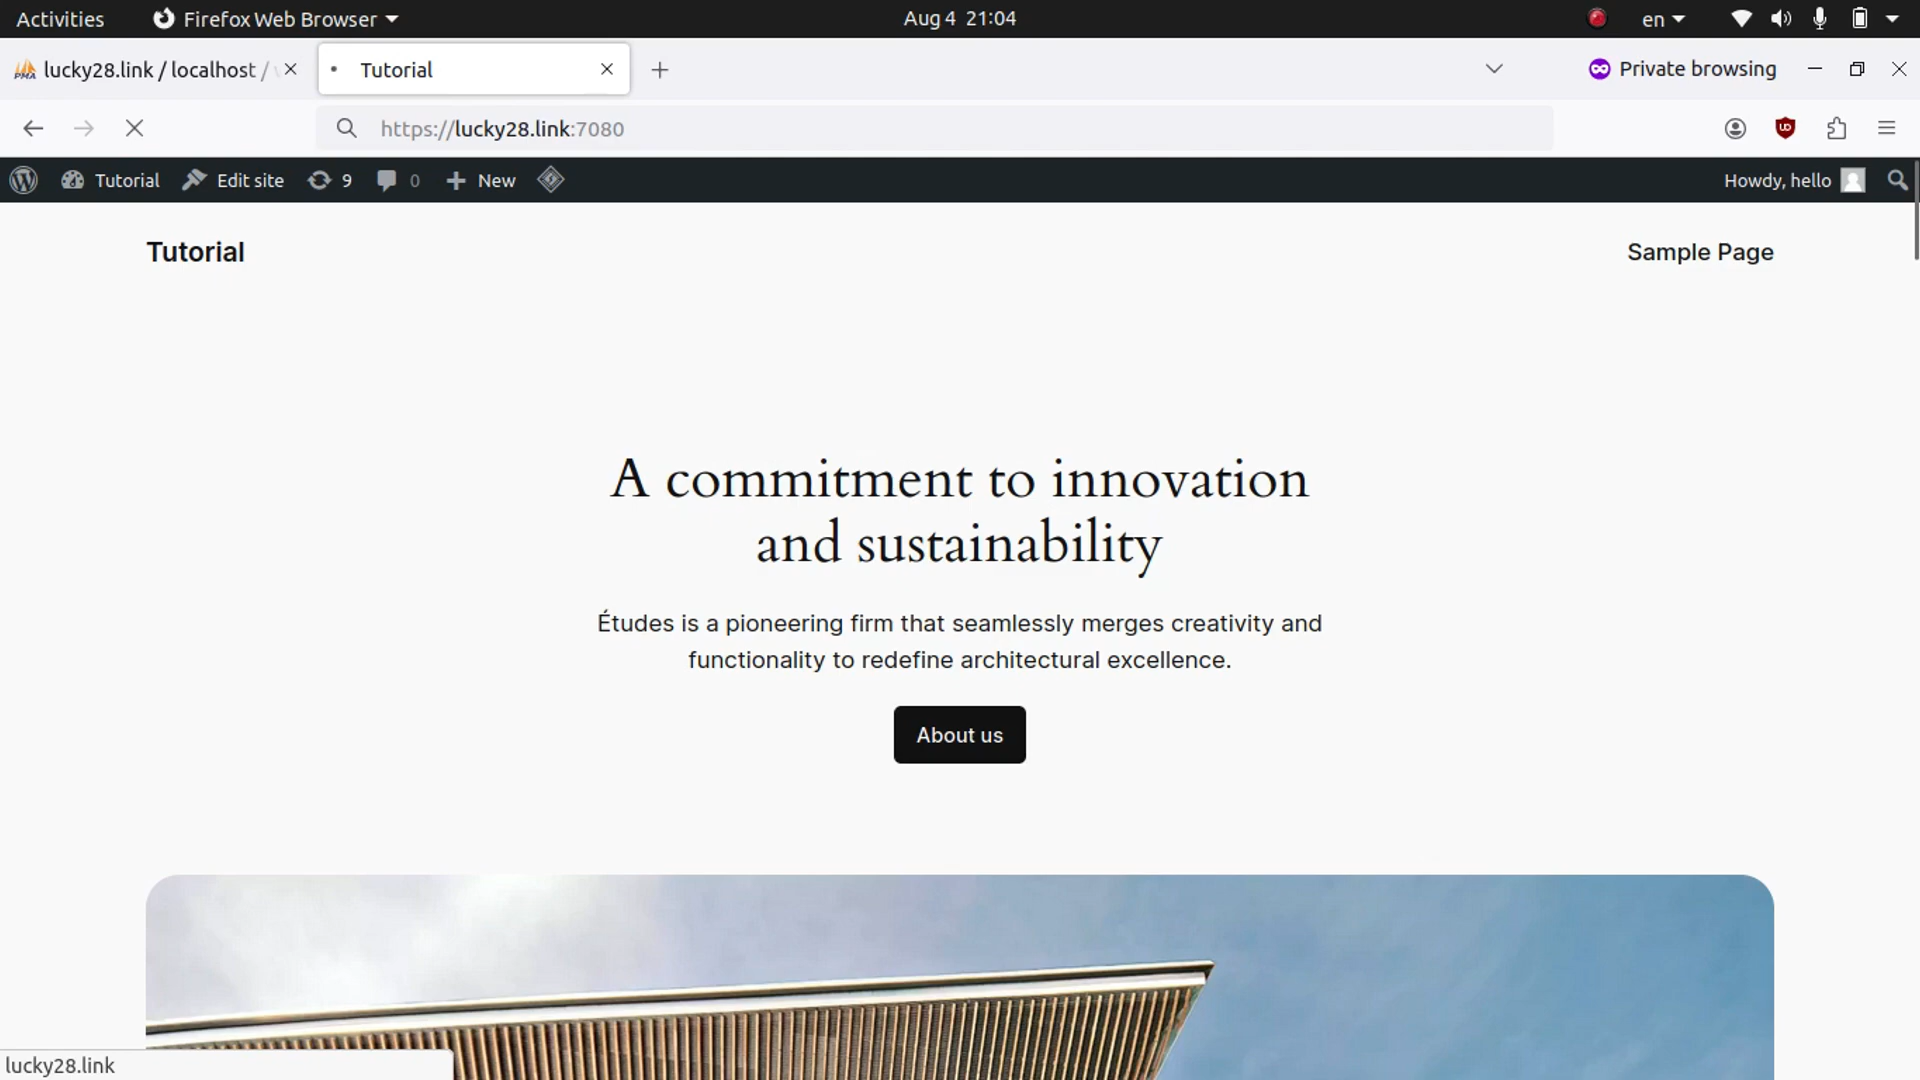 Activities
Firefox Web Browser
Aug 4 21:04
en
lucky28.link / localhost /
Tutorial
Private browsing
https://lucky28.link:7080
Tutorial
Edit site
9
0
New
Howdy, hello
Tutorial
Sample Page
A commitment to innovation
and sustainability
Études is a pioneering firm that seamlessly merges creativity and
functionality to redefine architectural excellence.
About us
lucky28.link